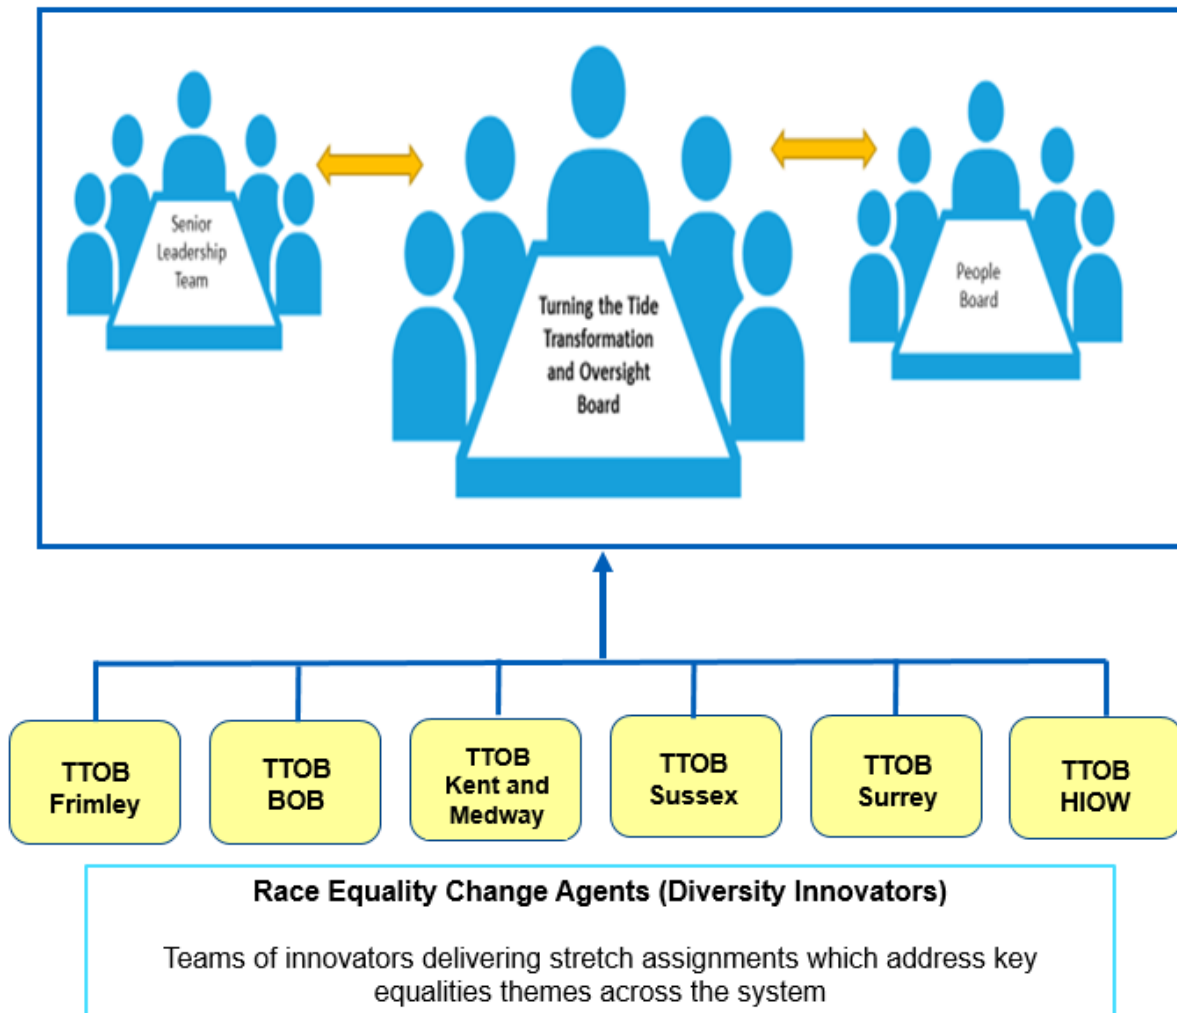 Senior
Leadership
Team
Turning the Tide
Transformation
and Oversight
Board
People
Board
TTOB
Frimley
TTOB
BOB
TTOB
Kent and
Medway
TTOB
Sussex
TTOB
Surrey
TTOB
HIOW
Race Equality Change Agents (Diversity Innovators)
Teams of innovators delivering stretch assignments which address key
equalities themes across the system